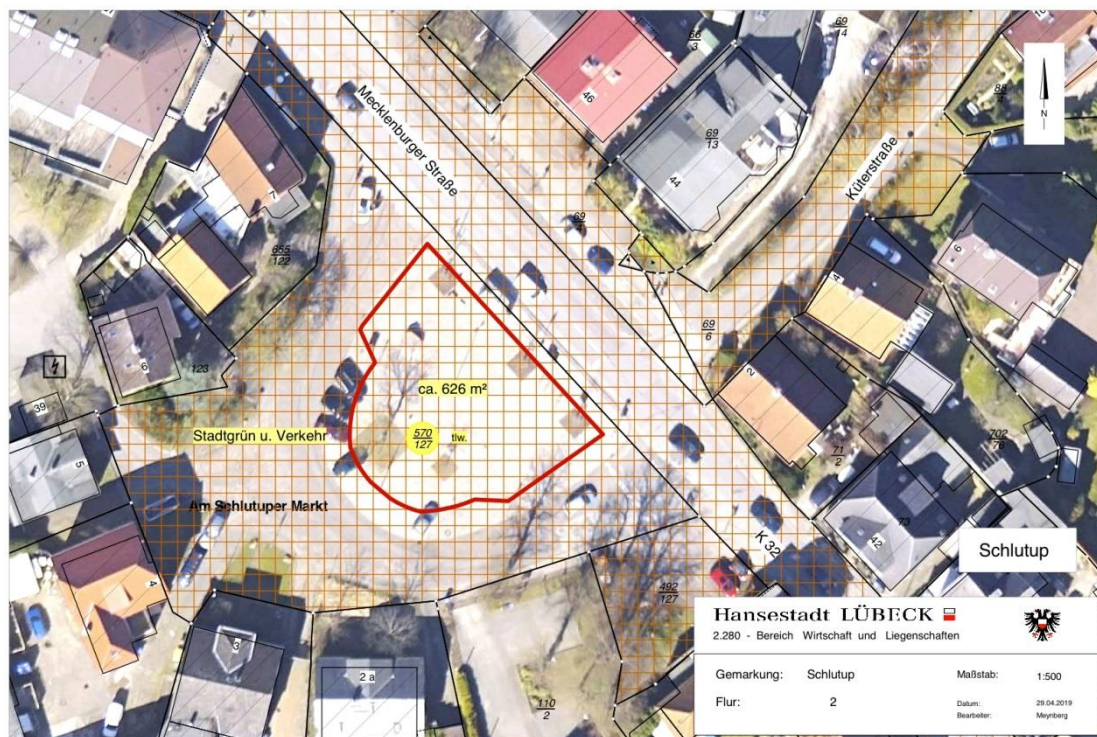 69
14
66
3
46
88
4
N
Mecklenburger Straße
69
13
Küterstraße
44
7
69
4
6
655
122
4
6
123
69
6
2
39
ca. 626 m²
Stadtgrün u. Verkehr
570
127
tlw.
702
76
5
71
2
Am Schlutuper Markt
73
42
K 32
Schlutup
4
492
127
3
2 a
110
2
Hansestadt LÜBECK
2.280 - Bereich Wirtschaft und Liegenschaften
Gemarkung: Schlutup Maßstab: 1:500
Flur: 2 Datum: 29.04.2019
Bearbeiter: Meynberg